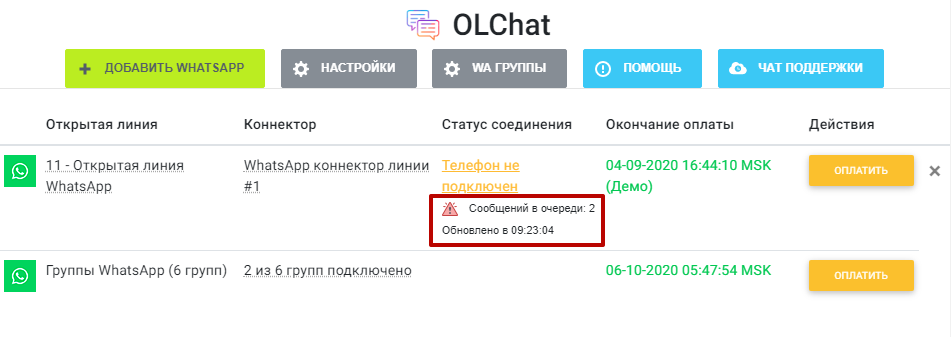 OLChat
ДОБАВИТЬ WHATSAPP НАСТРОЙКИ WA ГРУППЫ ПОМОЩЬ ЧАТ ПОДДЕРЖКИ
Открытая линия Коннектор Статус соединения Окончание оплаты Действия
11 - Открытая линия WhatsApp коннектор линии Телефон не 04-09-2020 16:44:10 MSK ОПЛАТИТЬ
WhatsApp #1 подключен (Демо)
Сообщений в очереди: 2
Обновлено в 09:23:04
Группы WhatsApp (6 групп) 2 из 6 групп подключено 06-10-2020 05:47:54 MSK ОПЛАТИТЬ